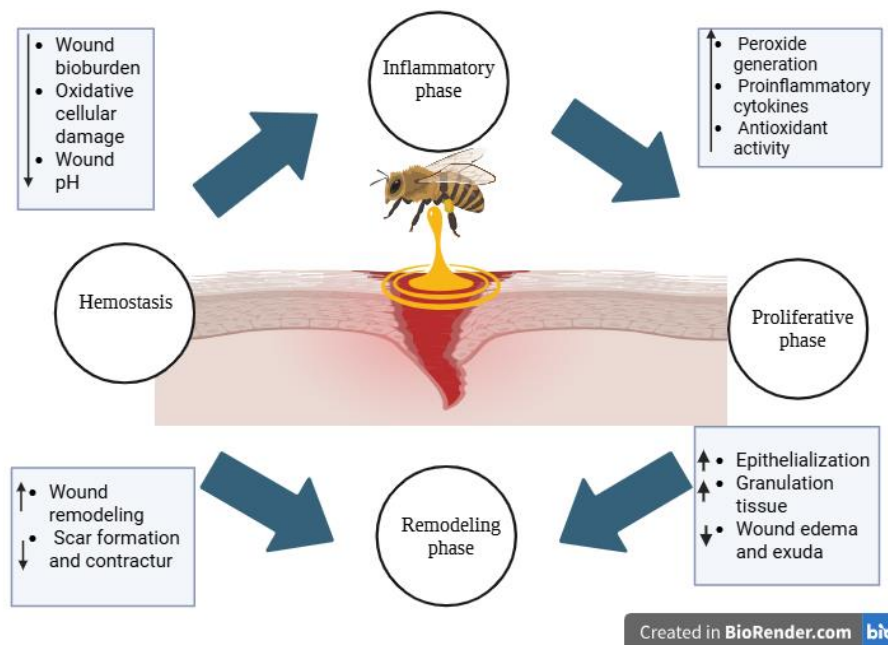 Wound
bioburden
Oxidative
cellular
damage
Wound
pH
Inflammatory
phase
Peroxide
generation
Proinflammatory
cytokines
Antioxidant
activity
Hemostasis
Proliferative
phase
Wound
remodeling
Scar formation
and contractur
Remodeling
phase
Epithelialization
Granulation
tissue
Wound edema
and exuda
Created in BioRender.com